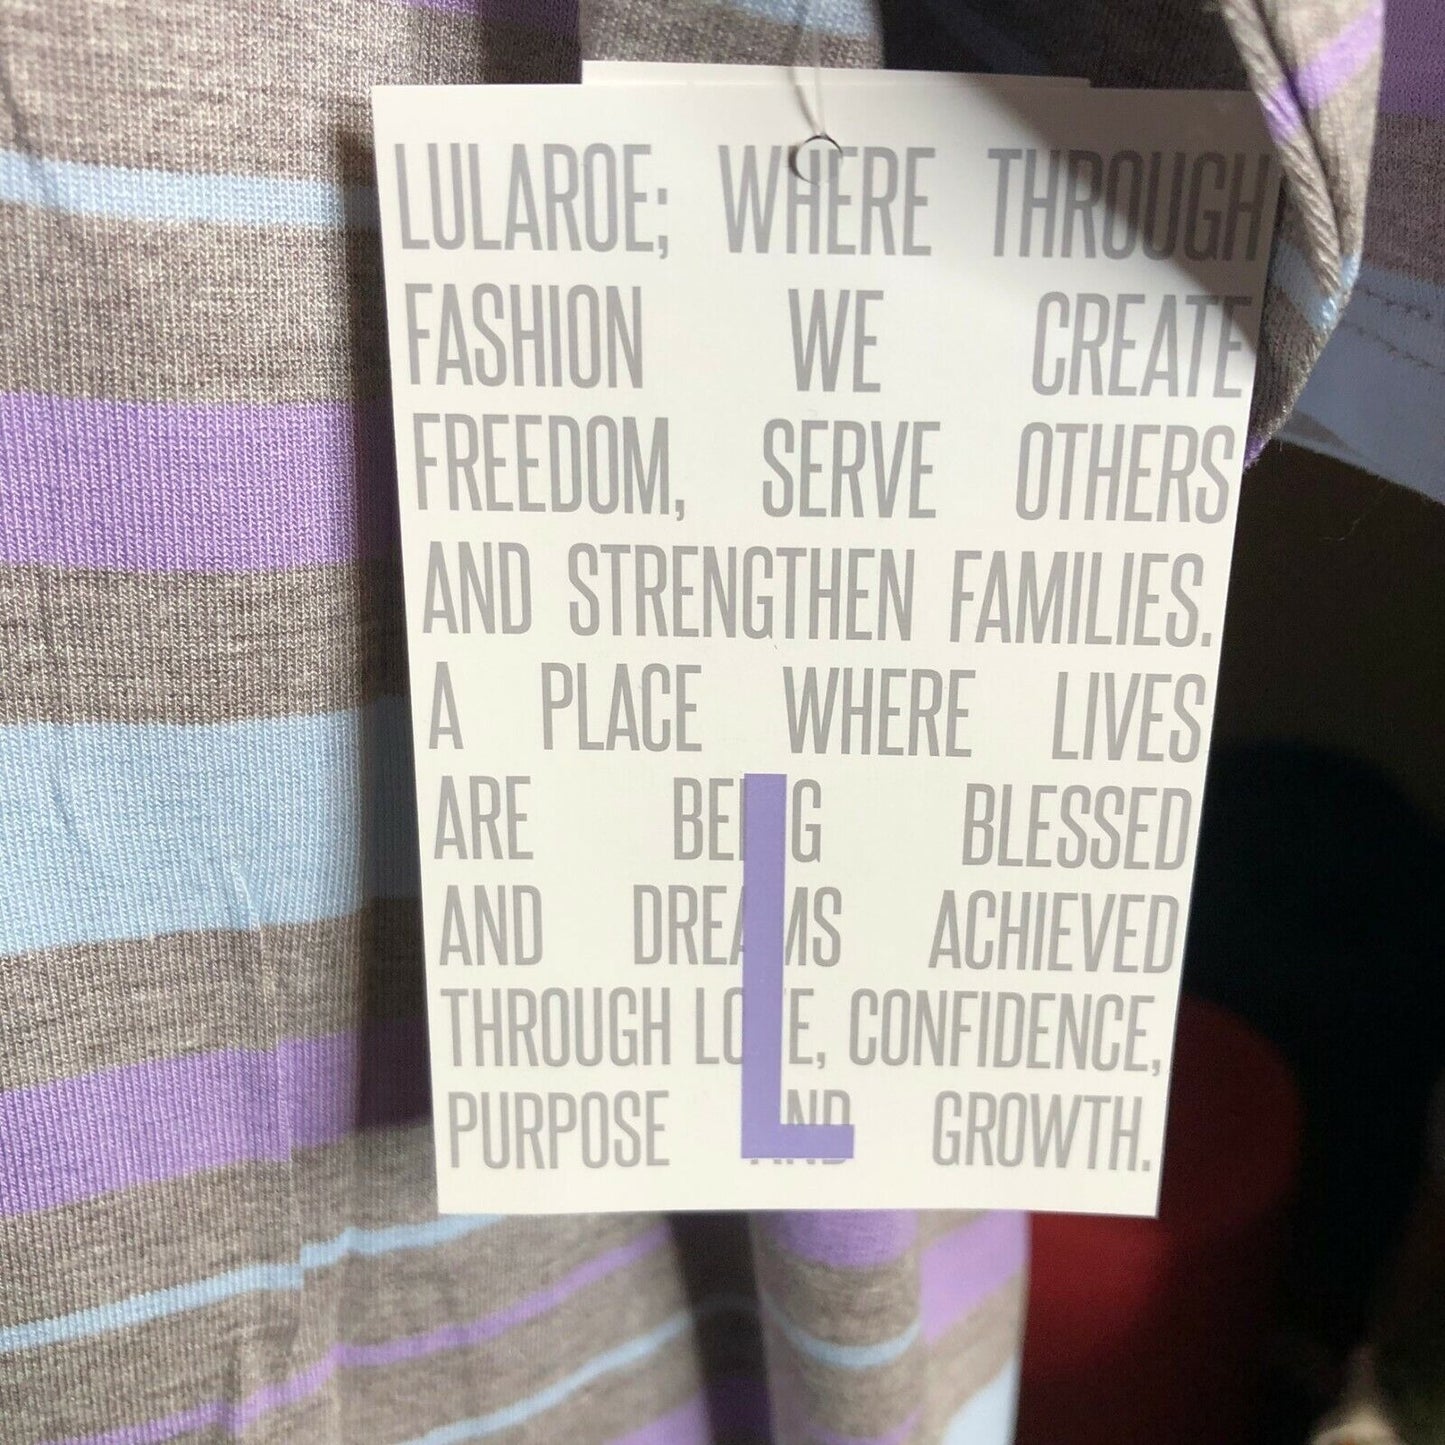 LULAROE; WHERE THROUGH
FASHION WE CREATE
FREEDOM, SERVE OTHERS
AND STRENGTHEN FAMILIES.
A PLACE WHERE LIVES
ARE BEING BLESSED
AND DREAMS ACHIEVED
THROUGH LOVE, CONFIDENCE,
PURPOSE AND GROWTH.
L